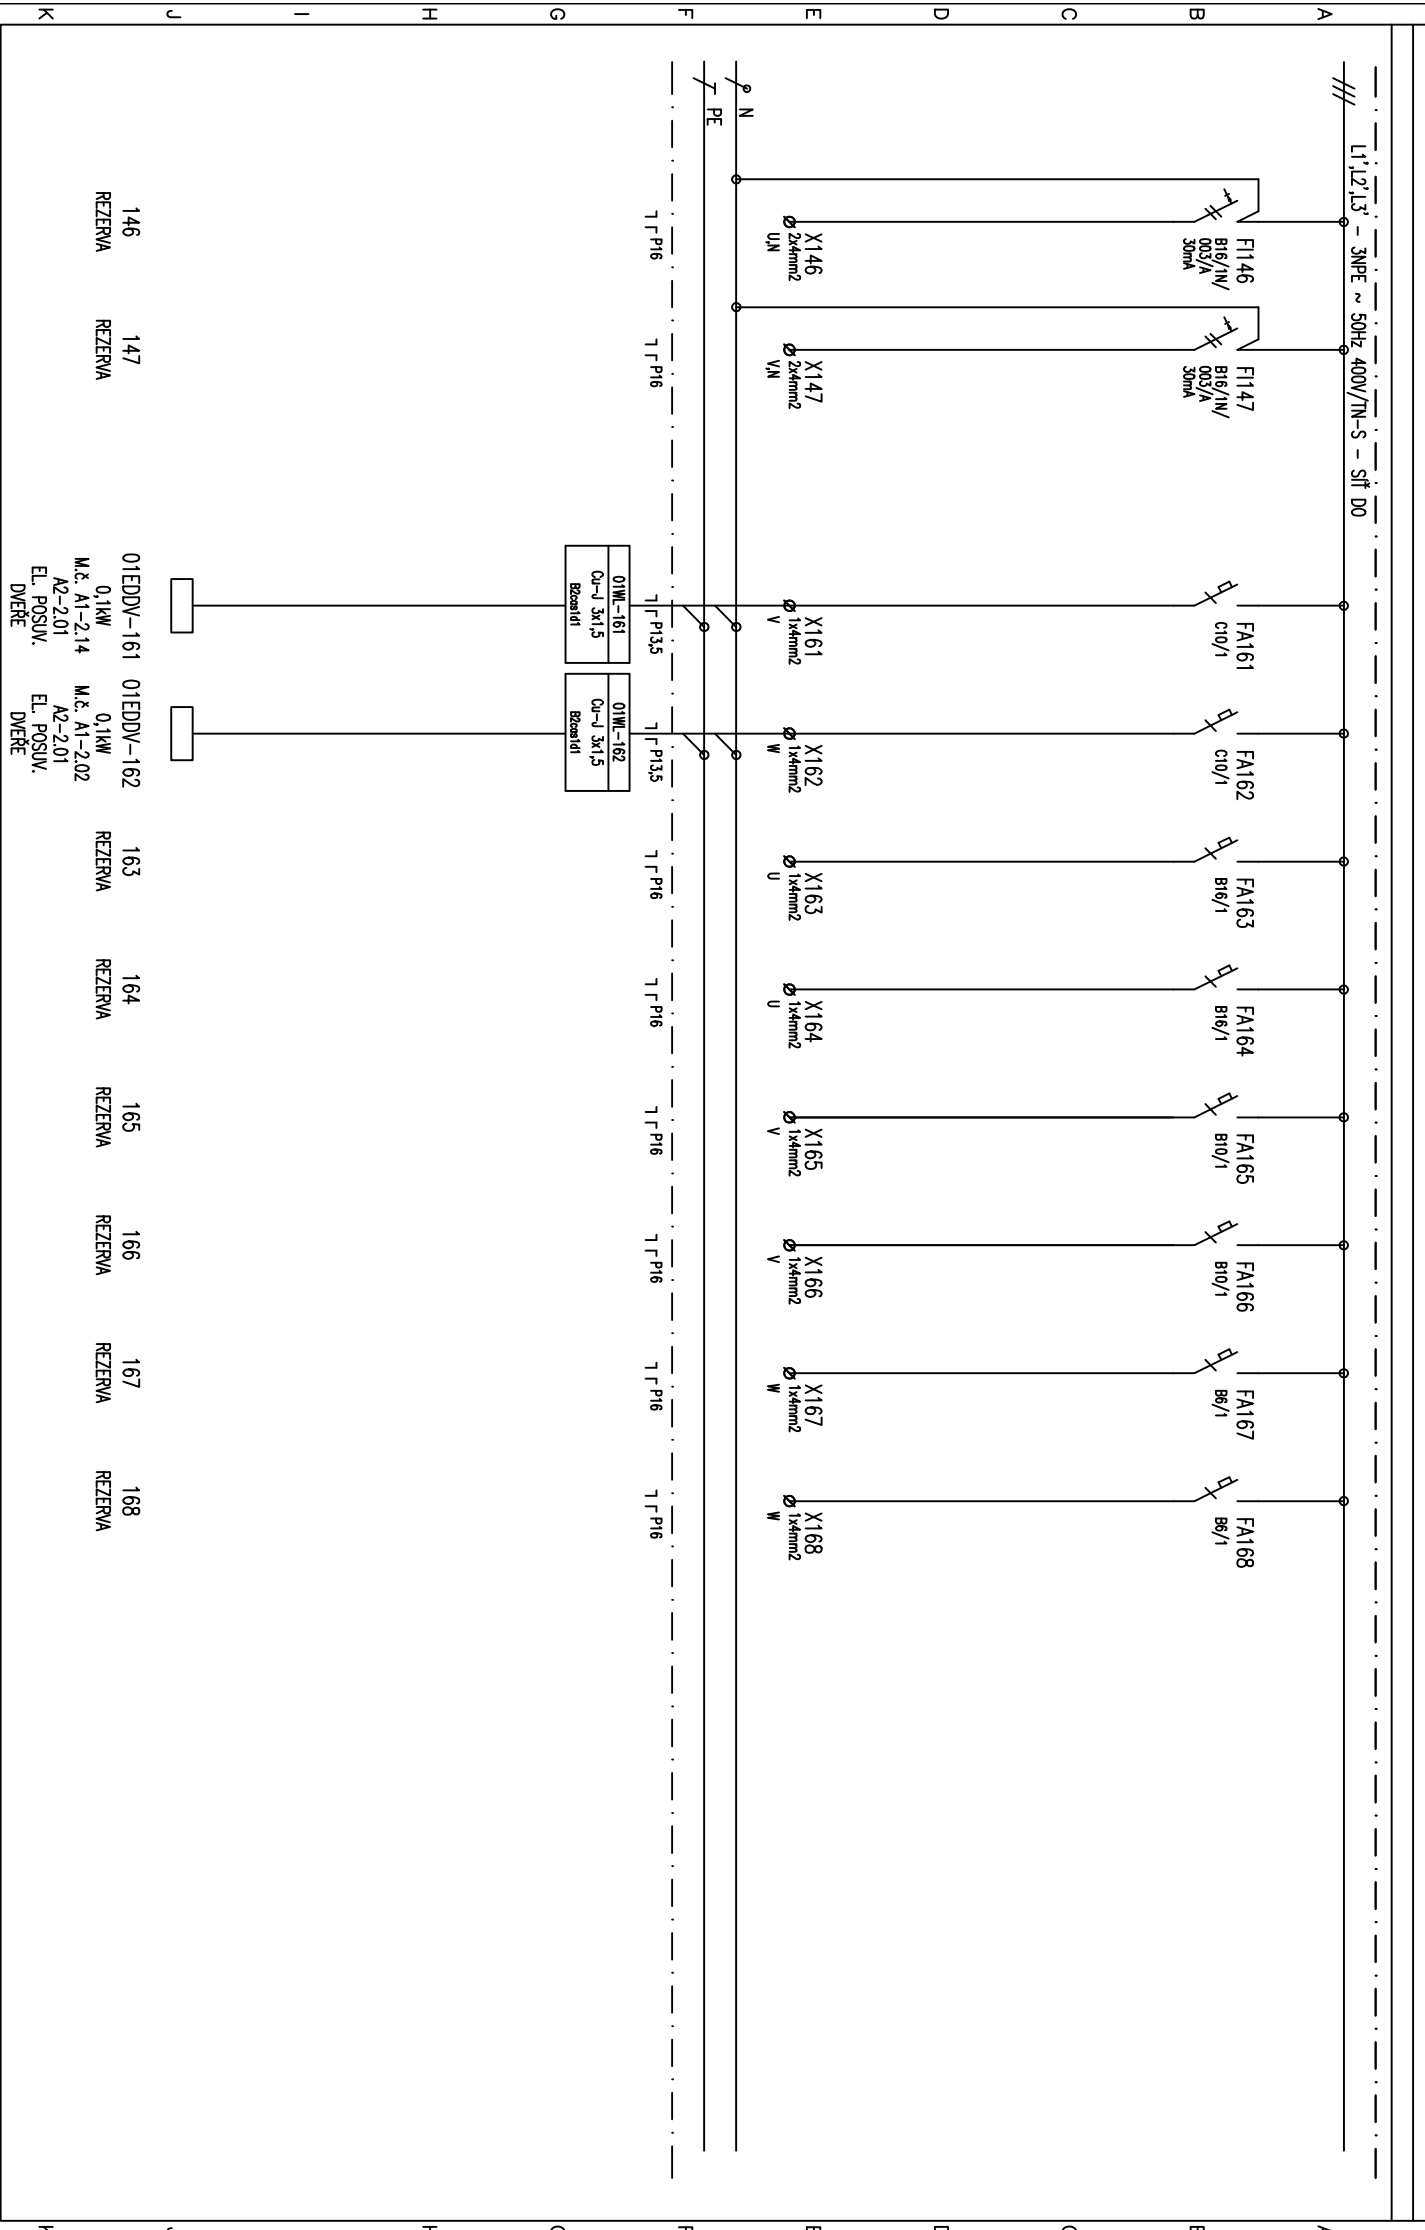 A
B
C
D
E
F
G
H
I
J
K
L1',L2',L3' – 3NPE ~ 50Hz 400V/TN-S – SÍŤ DO
FI146
B16/1N/
003/A
30mA
FI147
B16/1N/
003/A
30mA
FA161
C10/1
FA162
C10/1
FA163
B16/1
FA164
B16/1
FA165
B10/1
FA166
B10/1
FA167
B6/1
FA168
B6/1
X146
2x4mm2
U,N
X147
2x4mm2
V,N
X161
1x4mm2
V
X162
1x4mm2
W
X163
1x4mm2
U
X164
1x4mm2
U
X165
1x4mm2
V
X166
1x4mm2
V
X167
1x4mm2
W
X168
1x4mm2
W
N
PE
P16
P16
P13,5
P13,5
P16
P16
P16
P16
P16
P16
01WL-161
Cu-J 3x1,5
B2cas1d1
01WL-162
Cu-J 3x1,5
B2cas1d1
146
REZERVA
147
REZERVA
01EDDV-161
0,1kW
M.č. A1-2.14
A2-2.01
EL. POSUV.
DVEŘE
01EDDV-162
0,1kW
M.č. A1-2.02
A2-2.01
EL. POSUV.
DVEŘE
163
REZERVA
164
REZERVA
165
REZERVA
166
REZERVA
167
REZERVA
168
REZERVA